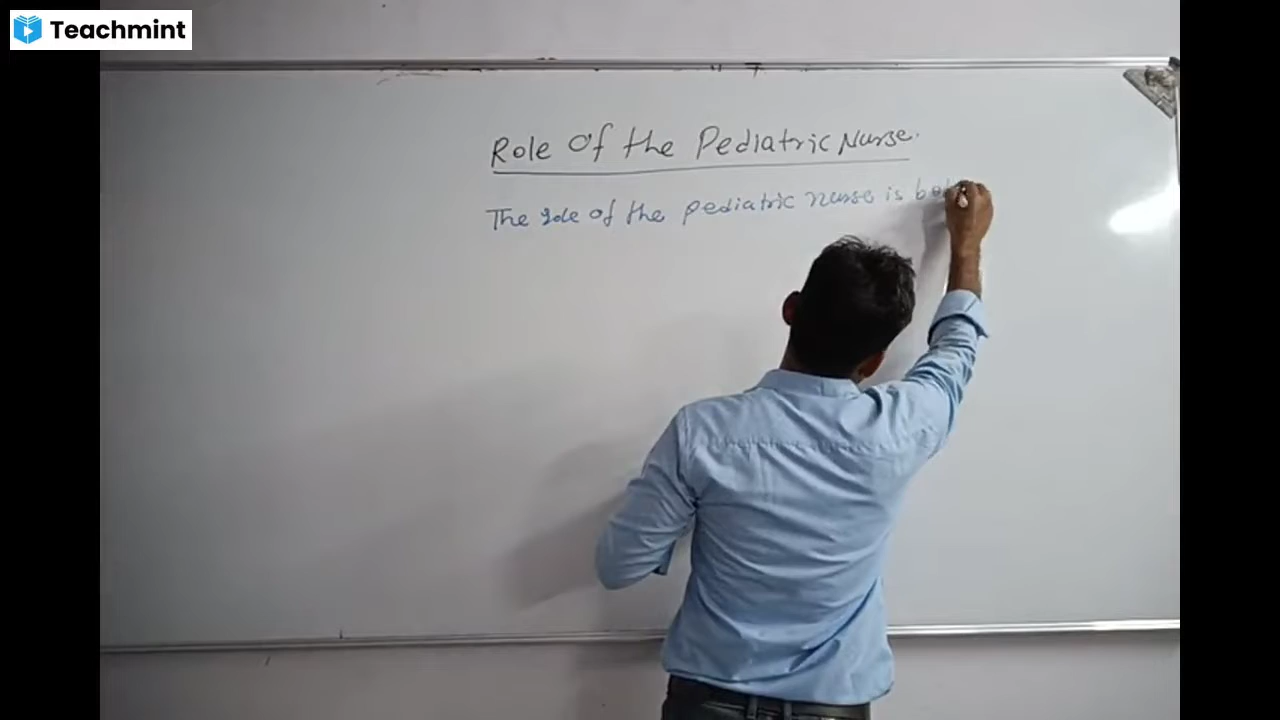 Teachmint
Role Of the Pediatric Nurse.
The role of the pediatric nurse is